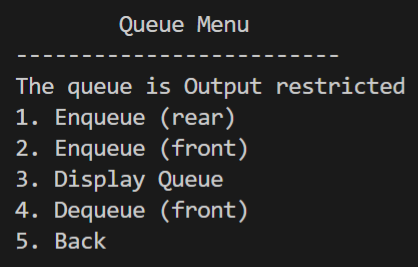 Queue Menu
-------------------------
The queue is Output restricted
1. Enqueue (rear)
2. Enqueue (front)
3. Display Queue
4. Dequeue (front)
5. Back